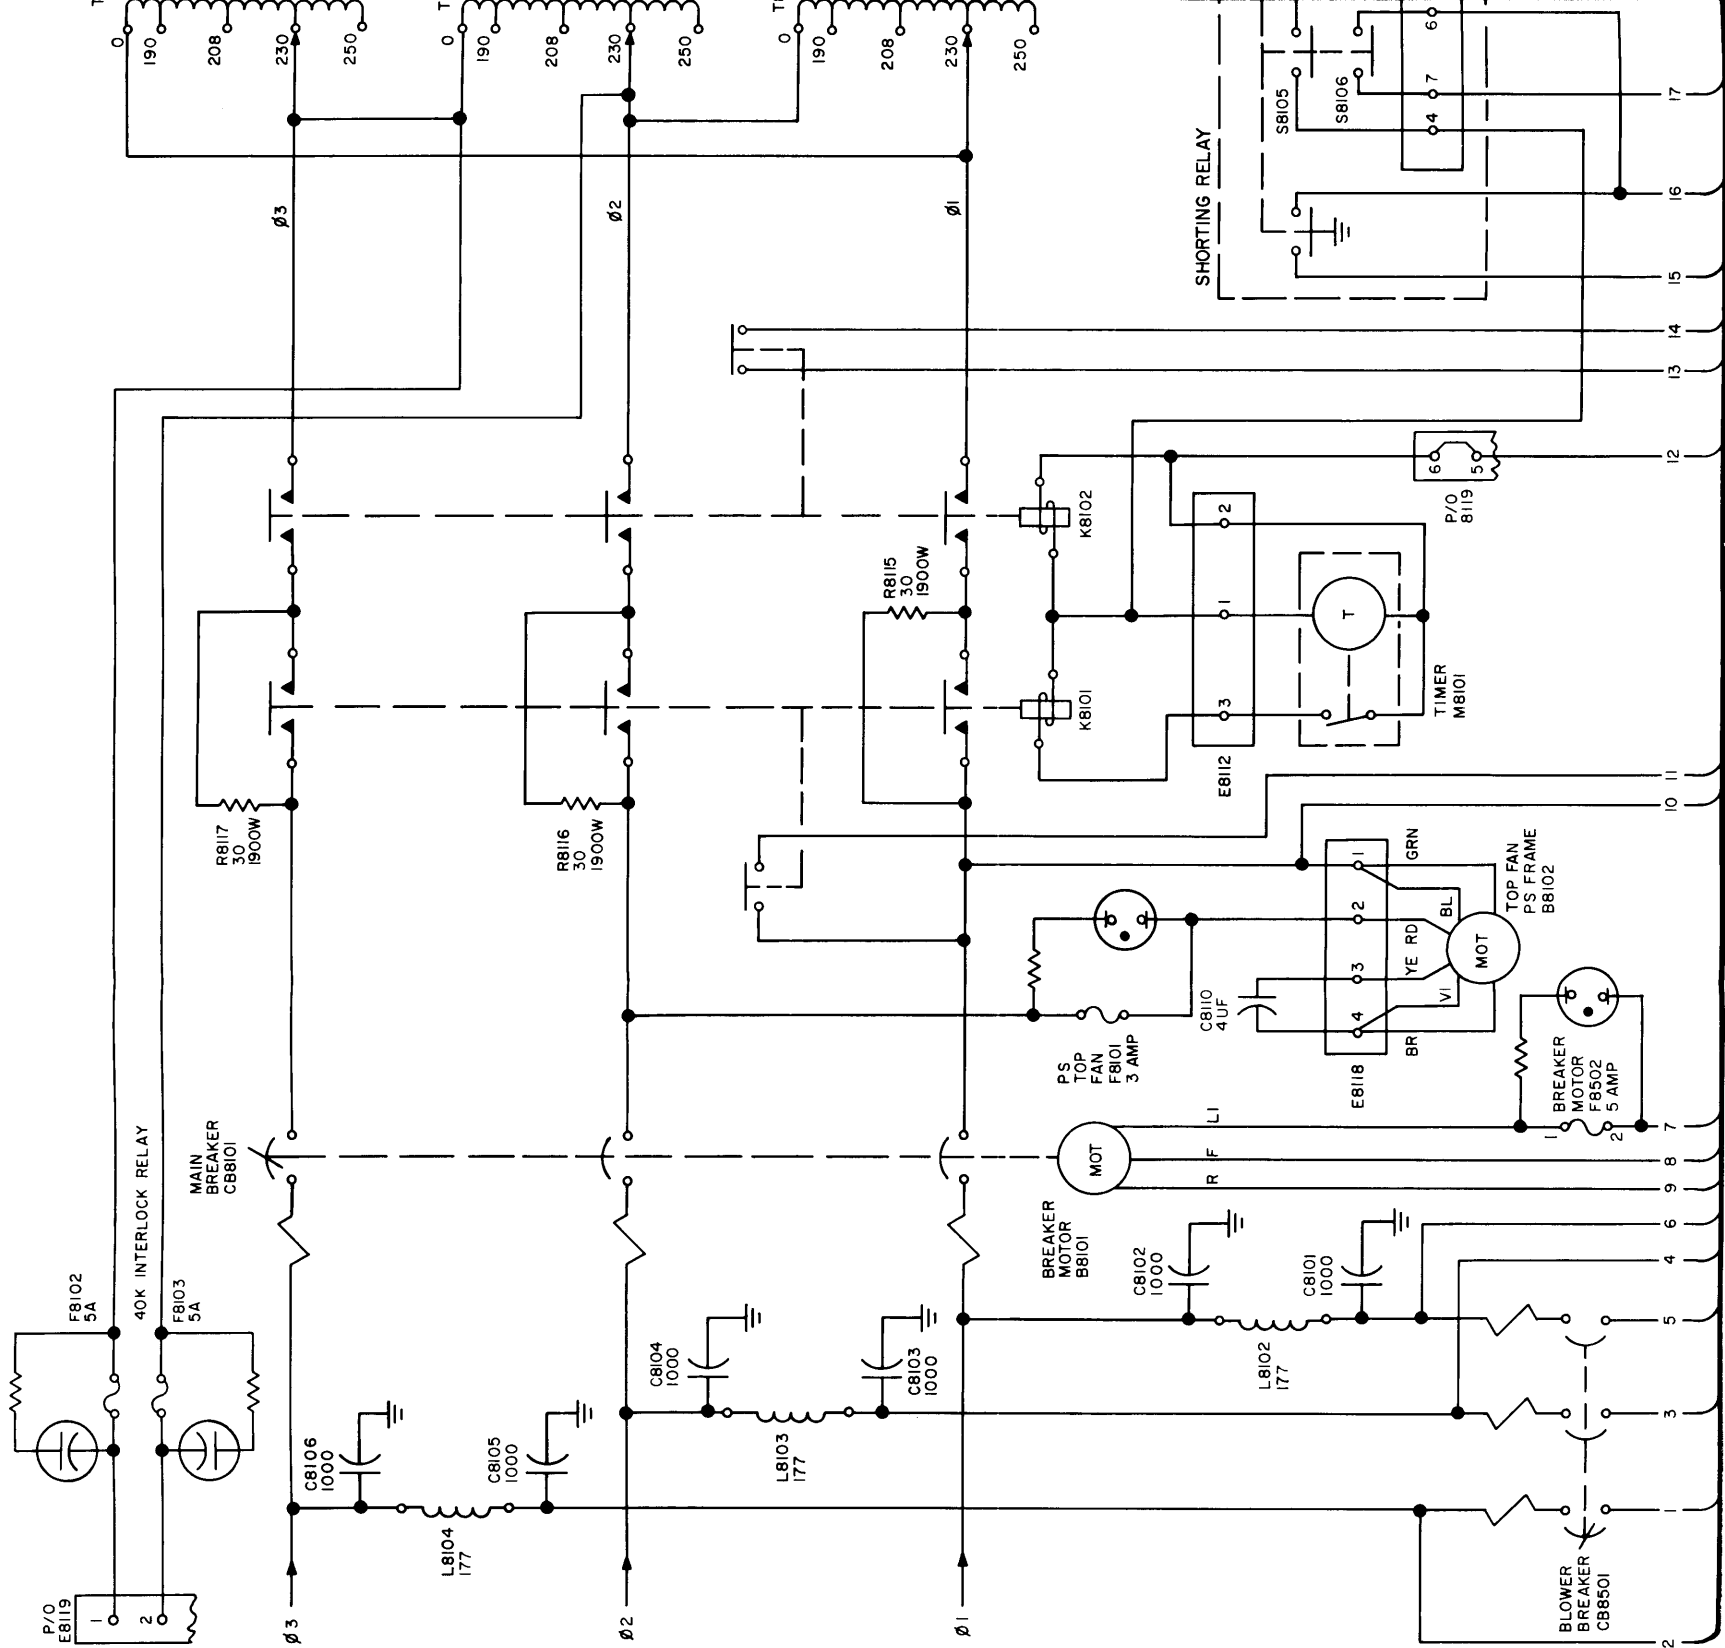 T
0
190
208
230
250
T
0
190
208
230
250
0
190
208
230
250
Ø3
Ø2
Ø1
SHORTING RELAY
S8105
S8106
6
7
4
17
16
15
14
13
R8117
30
1900W
R8116
30
1900W
R8115
30
1900W
K8102
K8101
E8112
2
1
3
T
TIMER
M8101
P/O
8119
6
5
12
11
10
MAIN
BREAKER
CB8101
40K INTERLOCK RELAY
F8102
5A
F8103
5A
P/O
E8119
1
2
PS
TOP
FAN
F8101
3 AMP
C8110
4UF
E8118
1
2
3
4
GRN
BL
RD
YE
VI
BR
MOT
TOP FAN
PS FRAME
B8102
BREAKER
MOTOR
F8502
5 AMP
1
2
MOT
BREAKER
MOTOR
B8101
L1
F
R
7
8
9
6
4
5
3
1
2
C8106
1000
C8105
1000
L8104
177
C8104
1000
C8103
1000
L8103
177
C8102
1000
C8101
1000
L8102
177
BLOWER
BREAKER
CB8501
Ø3
Ø2
Ø1